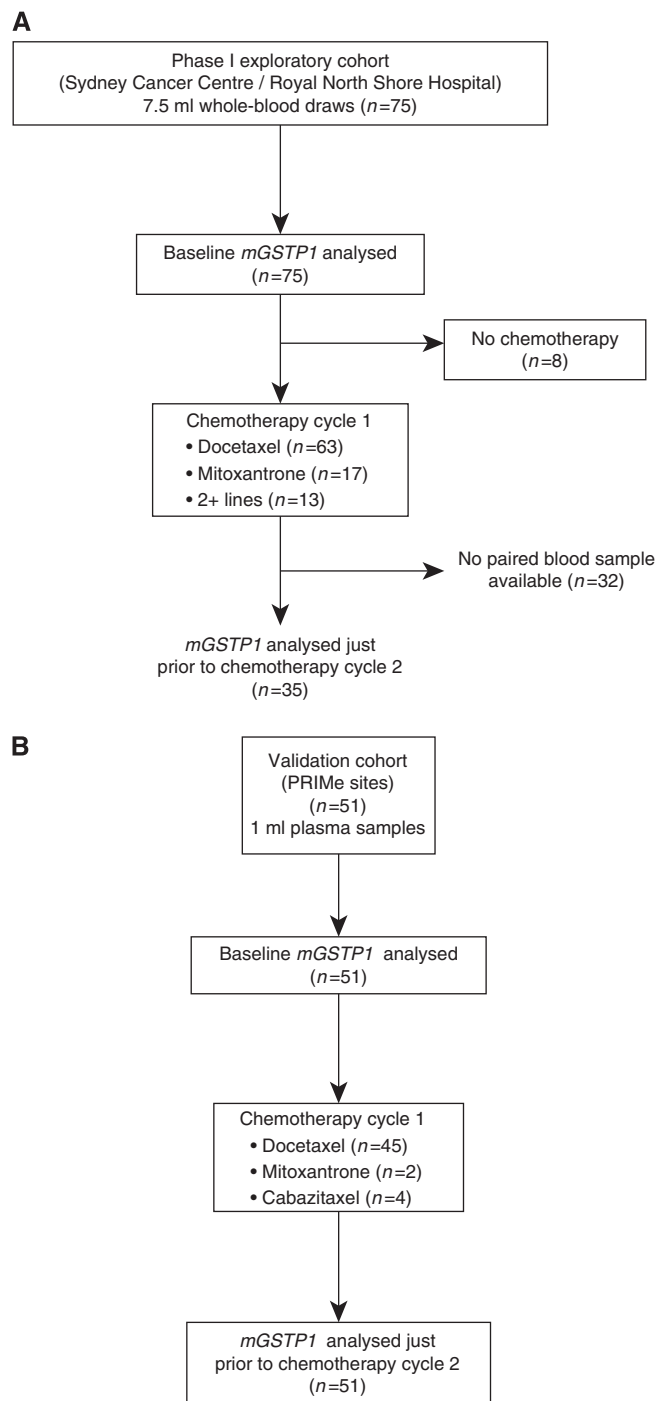 A
Phase I exploratory cohort
(Sydney Cancer Centre / Royal North Shore Hospital)
7.5 ml whole-blood draws (n=75)
Baseline mGSTP1 analysed
(n=75)
No chemotherapy
(n=8)
Chemotherapy cycle 1
• Docetaxel (n=63)
• Mitoxantrone (n=17)
• 2+ lines (n=13)
No paired blood sample
available (n=32)
mGSTP1 analysed just
prior to chemotherapy cycle 2
(n=35)
B
Validation cohort
(PRIMe sites)
(n=51)
1 ml plasma samples
Baseline mGSTP1 analysed
(n=51)
Chemotherapy cycle 1
• Docetaxel (n=45)
• Mitoxantrone (n=2)
• Cabazitaxel (n=4)
mGSTP1 analysed just
prior to chemotherapy cycle 2
(n=51)